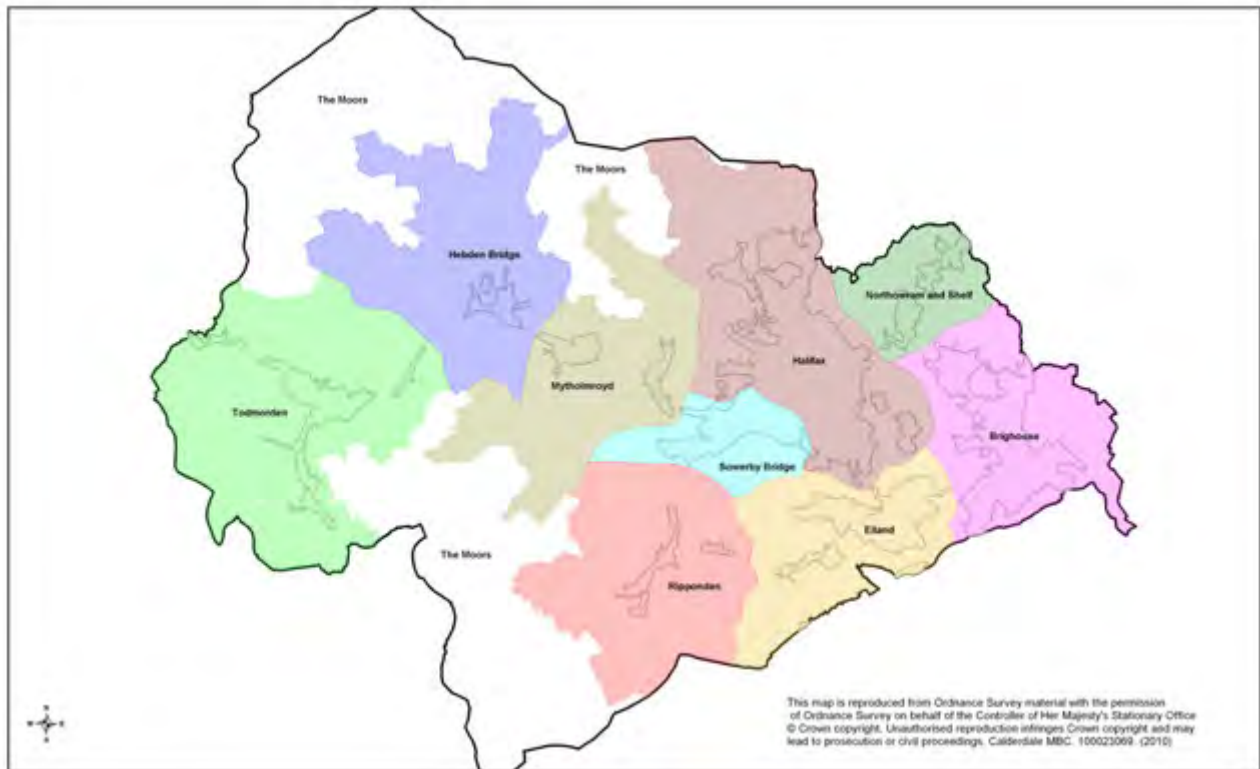 The Moors
The Moors
Hebden Bridge
Northowram and Shelf
Halifax
Mytholmroyd
Todmorden
Brighouse
Sowerby Bridge
Elland
The Moors
Ripponden
N
W E
S
This map is reproduced from Ordnance Survey material with the permission
of Ordnance Survey on behalf of the Controller of Her Majesty's Stationary Office
© Crown copyright. Unauthorised reproduction infringes Crown copyright and may
lead to prosecution or civil proceedings. Calderdale MBC. 100023069. (2010)